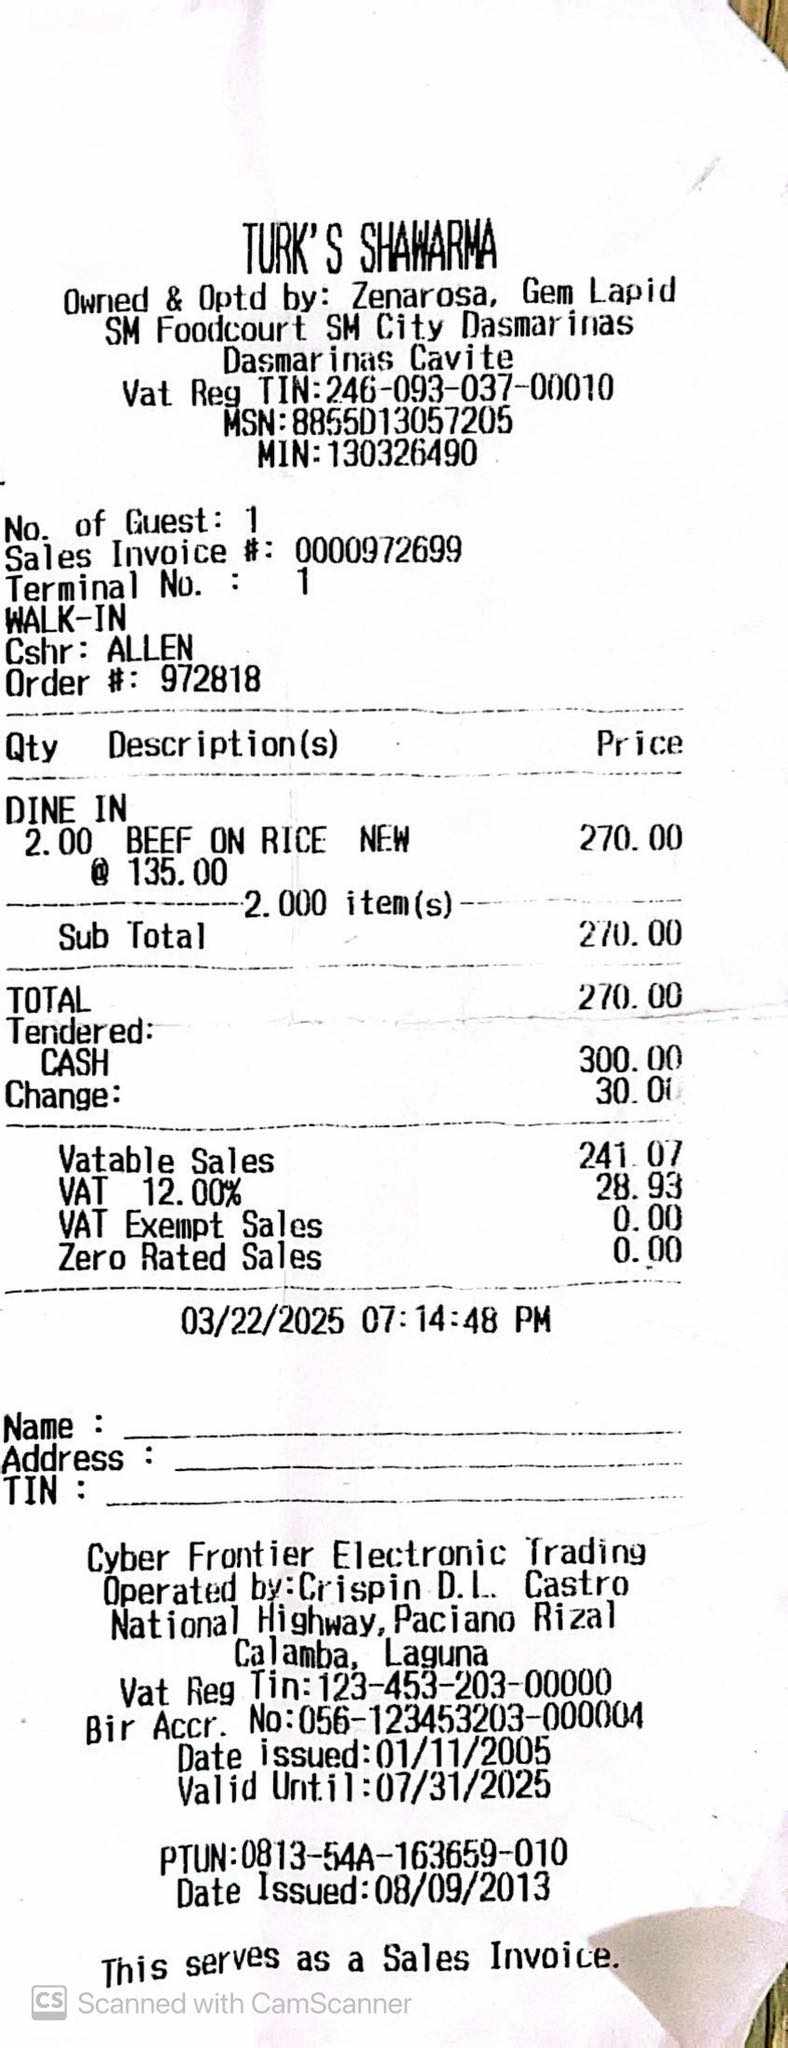 TURK'S SHAWARMA
Owned & Optd by: Zenarosa, Gem Lapid
SM Foodcourt SM City Dasmarinas
Dasmarinas Cavite
Vat Reg TIN:246-093-037-00010
MSN:8855D13057205
MIN:130326490
No. of Guest: 1
Sales Invoice #: 0000972699
Terminal No. : 1
WALK-IN
Cshr: ALLEN
Order #: 972818
Qty Description(s) Price
DINE IN
2.00 BEEF ON RICE NEW 270.00
@ 135.00
2.000 item(s)
Sub Total 270.00
TOTAL 270.00
Tendered:
CASH 300.00
Change: 30.00
Vatable Sales 241.07
VAT 12.00% 28.93
VAT Exempt Sales 0.00
Zero Rated Sales 0.00
03/22/2025 07:14:48 PM
Name :
Address :
TIN :
Cyber Frontier Electronic Trading
Operated by:Crispin D.L. Castro
National Highway,Paciano Rizal
Calamba, Laguna
Vat Reg Tin:123-453-203-00000
Bir Accr. No:056-123453203-000004
Date issued:01/11/2005
Valid Until:07/31/2025
PTUN:0813-54A-163659-010
Date Issued:08/09/2013
This serves as a Sales Invoice.
CS Scanned with CamScanner